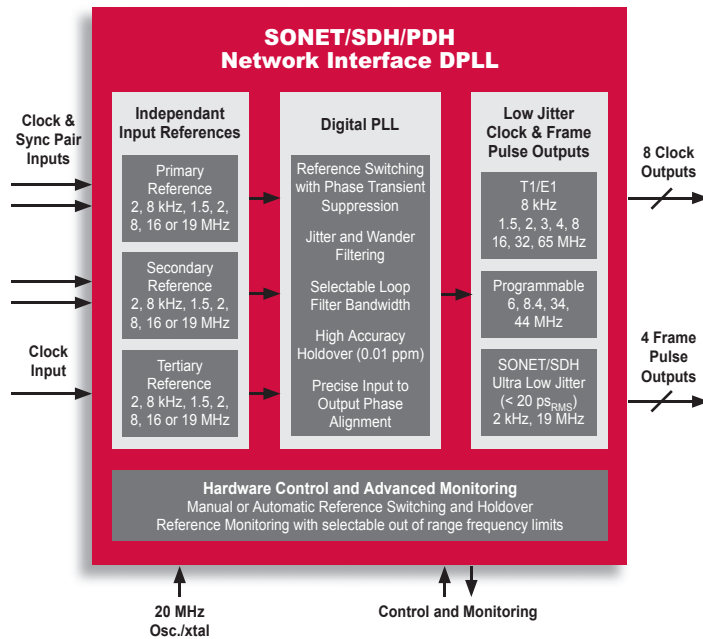 SONET/SDH/PDH
Network Interface DPLL
Clock &
Sync Pair
Inputs
Clock
Input
Independant
Input References
Primary
Reference
2, 8 kHz, 1.5, 2,
8, 16 or 19 MHz
Secondary
Reference
2, 8 kHz, 1.5, 2,
8, 16 or 19 MHz
Tertiary
Reference
2, 8 kHz, 1.5, 2,
8, 16 or 19 MHz
Digital PLL
Reference Switching
with Phase Transient
Suppression
Jitter and Wander
Filtering
Selectable Loop
Filter Bandwidth
High Accuracy
Holdover (0.01 ppm)
Precise Input to
Output Phase
Alignment
Low Jitter
Clock & Frame
Pulse Outputs
T1/E1
8 kHz
1.5, 2, 3, 4, 8
16, 32, 65 MHz
Programmable
6, 8.4, 34,
44 MHz
SONET/SDH
Ultra Low Jitter
(< 20 psRMS)
2 kHz, 19 MHz
8 Clock
Outputs
4 Frame
Pulse
Outputs
Hardware Control and Advanced Monitoring
Manual or Automatic Reference Switching and Holdover
Reference Monitoring with selectable out of range frequency limits
20 MHz
Osc./xtal
Control and Monitoring